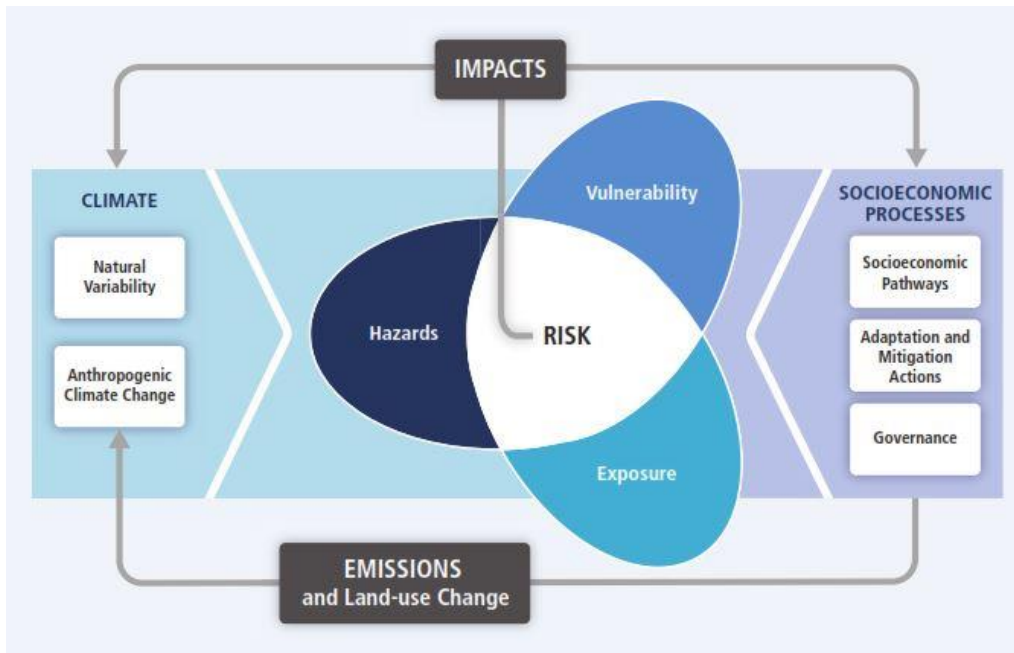 IMPACTS
CLIMATE
Natural
Variability
Anthropogenic
Climate Change
Vulnerability
Hazards
RISK
Exposure
SOCIOECONOMIC
PROCESSES
Socioeconomic
Pathways
Adaptation and
Mitigation
Actions
Governance
EMISSIONS
and Land-use Change